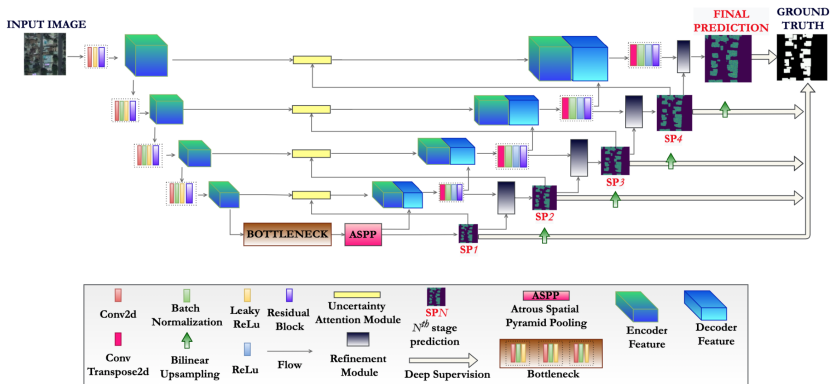 INPUT IMAGE
FINAL
PREDICTION
GROUND
TRUTH
SP4
SP3
SP2
BOTTLENECK
ASPP
SP1
Conv2d
Batch
Normalization
Leaky
ReLu
Residual
Block
Uncertainty
Attention Module
SPN
Nth stage
prediction
ASPP
Atrous Spatial
Pyramid Pooling
Encoder
Feature
Decoder
Feature
Conv
Transpose2d
Bilinear
Upsampling
ReLu
Flow
Refinement
Module
Deep Supervision
Bottleneck